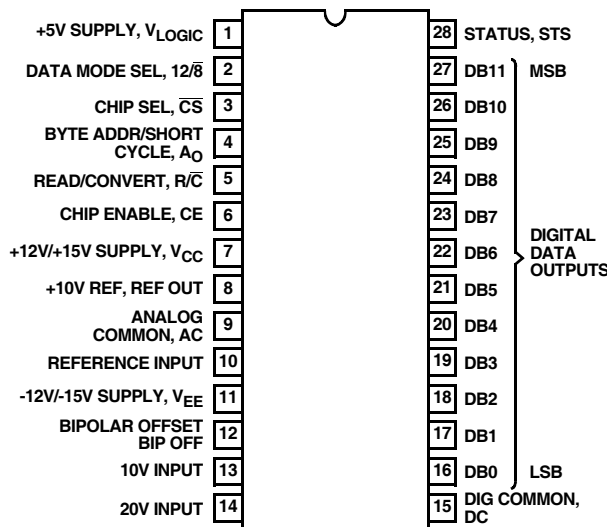 +5V SUPPLY, VLOGIC 1
DATA MODE SEL, 12/8̅ 2
CHIP SEL, C̅S̅ 3
BYTE ADDR/SHORT
CYCLE, AO 4
READ/CONVERT, R/C̅ 5
CHIP ENABLE, CE 6
+12V/+15V SUPPLY, VCC 7
+10V REF, REF OUT 8
ANALOG
COMMON, AC 9
REFERENCE INPUT 10
-12V/-15V SUPPLY, VEE 11
BIPOLAR OFFSET
BIP OFF 12
10V INPUT 13
20V INPUT 14
28 STATUS, STS
27 DB11 MSB
26 DB10
25 DB9
24 DB8
23 DB7
22 DB6
21 DB5
20 DB4
19 DB3
18 DB2
17 DB1
16 DB0 LSB
15 DIG COMMON,
DC
DIGITAL
DATA
OUTPUTS